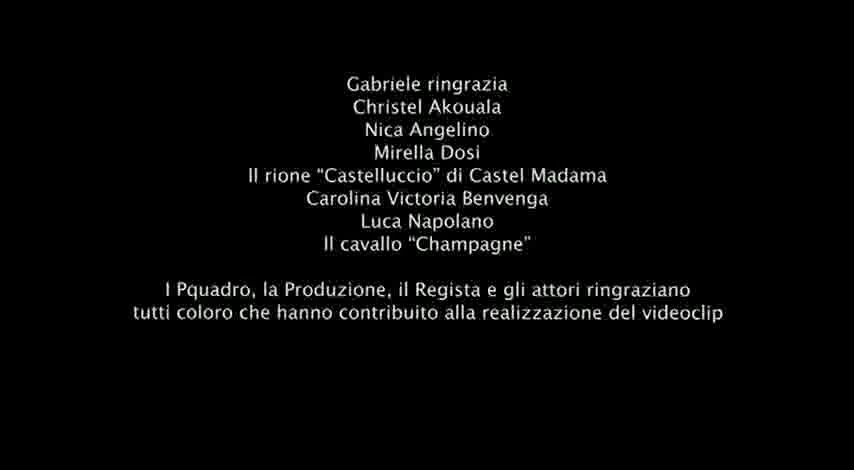 Gabriele ringrazia
Christel Akouala
Nica Angelino
Mirella Dosi
Il rione “Castelluccio” di Castel Madama
Carolina Victoria Benvenga
Luca Napolano
Il cavallo “Champagne”
I Pquadro, la Produzione, il Regista e gli attori ringraziano
tutti coloro che hanno contribuito alla realizzazione del videoclip